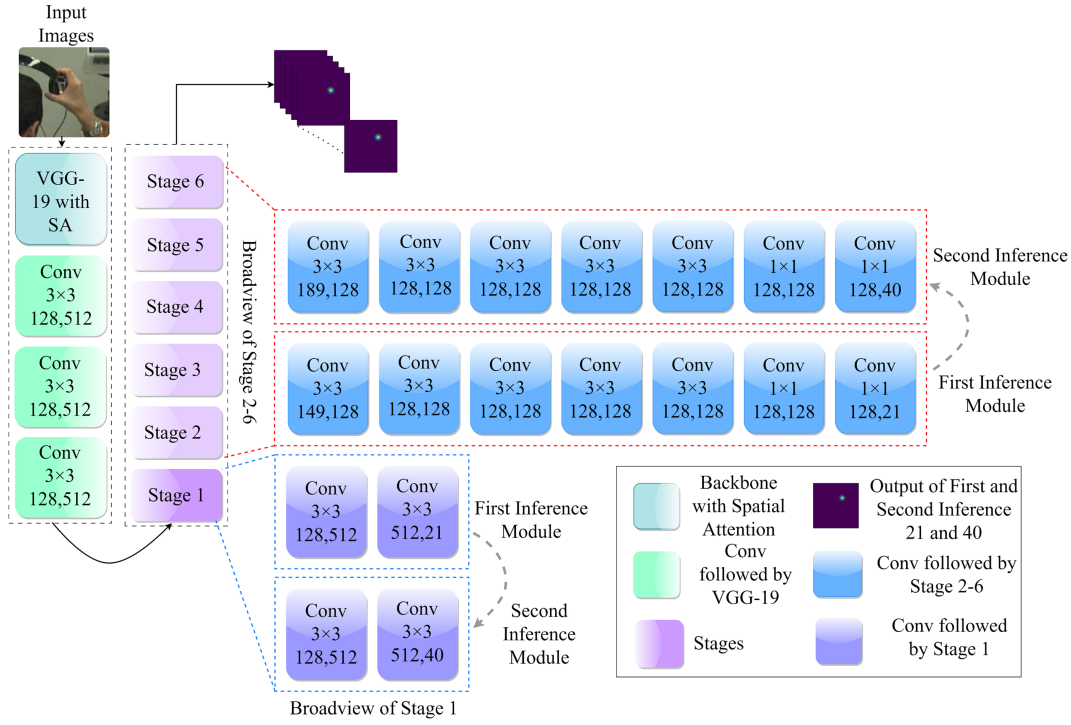 Input
Images
VGG-
19 with
SA
Conv
3×3
128,512
Conv
3×3
128,512
Conv
3×3
128,512
Stage 6
Stage 5
Stage 4
Stage 3
Stage 2
Stage 1
Broadview of Stage 2-6
Conv
3×3
189,128
Conv
3×3
128,128
Conv
3×3
128,128
Conv
3×3
128,128
Conv
3×3
128,128
Conv
1×1
128,128
Conv
1×1
128,40
Second Inference
Module
Conv
3×3
149,128
Conv
3×3
128,128
Conv
3×3
128,128
Conv
3×3
128,128
Conv
3×3
128,128
Conv
1×1
128,128
Conv
1×1
128,21
First Inference
Module
Conv
3×3
128,512
Conv
3×3
512,21
First Inference
Module
Conv
3×3
128,512
Conv
3×3
512,40
Second
Inference
Module
Broadview of Stage 1
Backbone
with Spatial
Attention
Output of First and
Second Inference
21 and 40
Conv
followed by
VGG-19
Conv followed by
Stage 2-6
Stages
Conv followed
by Stage 1